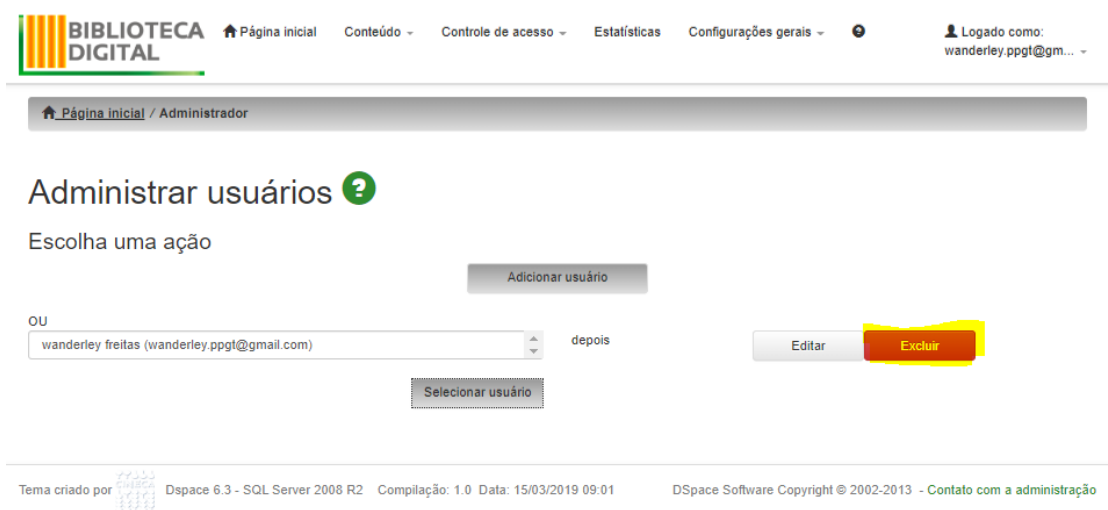 BIBLIOTECA
DIGITAL
Página inicial
Conteúdo
Controle de acesso
Estatísticas
Configurações gerais
?
Logado como:
wanderley.ppgt@gm...
Página inicial / Administrador
Administrar usuários ?
Escolha uma ação
Adicionar usuário
OU
wanderley freitas (wanderley.ppgt@gmail.com)
depois
Editar
Excluir
Selecionar usuário
Tema criado por CINECA Dspace 6.3 - SQL Server 2008 R2 Compilação: 1.0 Data: 15/03/2019 09:01 DSpace Software Copyright © 2002-2013 - Contato com a administração